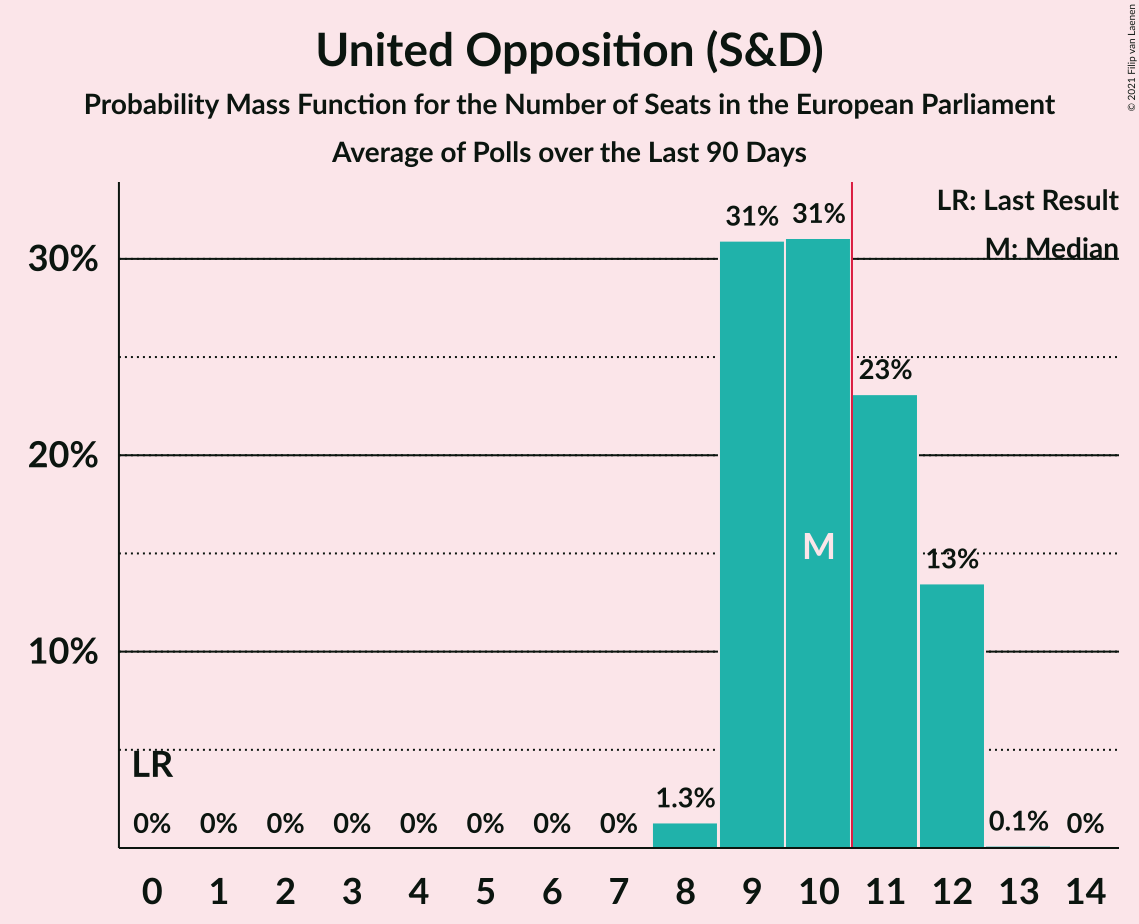 United Opposition (S&D)
Probability Mass Function for the Number of Seats in the European Parliament
Average of Polls over the Last 90 Days
© 2021 Filip van Laenen
LR: Last Result
M: Median
30%
20%
10%
31%
31%
23%
13%
M
LR
0%
0%
0%
0%
0%
0%
0%
0%
1.3%
0.1%
0%
0 1 2 3 4 5 6 7 8 9 10 11 12 13 14